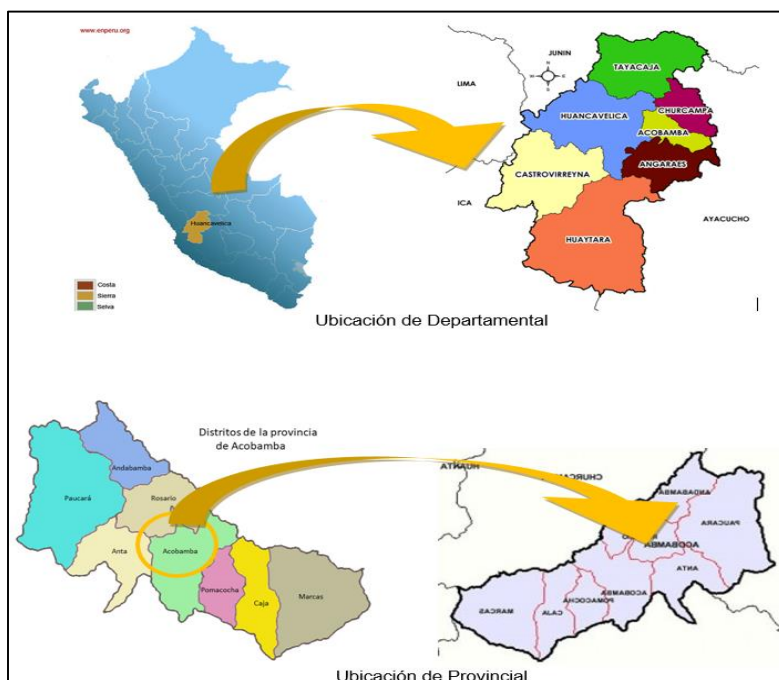 www.enperu.org
Huancavelica
Costa
Sierra
Selva
JUNIN
LIMA
TAYACAJA
CHURCAMPA
HUANCAVELICA
ACOBAMBA
ANGARAES
CASTROVIRREYNA
ICA
AYACUCHO
HUAYTARA
Ubicación de Departamental
Distritos de la provincia
de Acobamba
Andabamba
Paucará
Rosario
Anta
Acobamba
Pomacocha
Caja
Marcas
HUANTA
ANDABAMBA
PAUCARA
ACOBAMBA
ANTA
ACOBAMBA
POMACOCHA
CAJA
MARCAS
Ubicación de Provincial